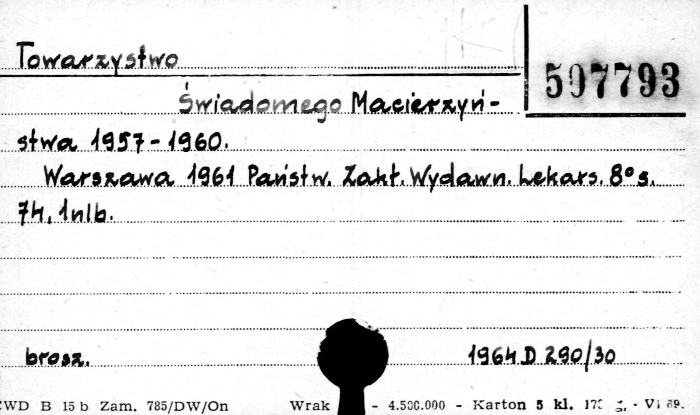 Towarzystwo
507793
Świadomego Macierzyń-
stwa 1957-1960.
Warszawa 1961 Państw. Zakł. Wydawn. Lekars. 8° s.
74, 1nlb.
brosz. 1964 D 290/30
WD B 15 b Zam. 785/DW/On Wrak - 4.500.000 - Karton 5 kl.